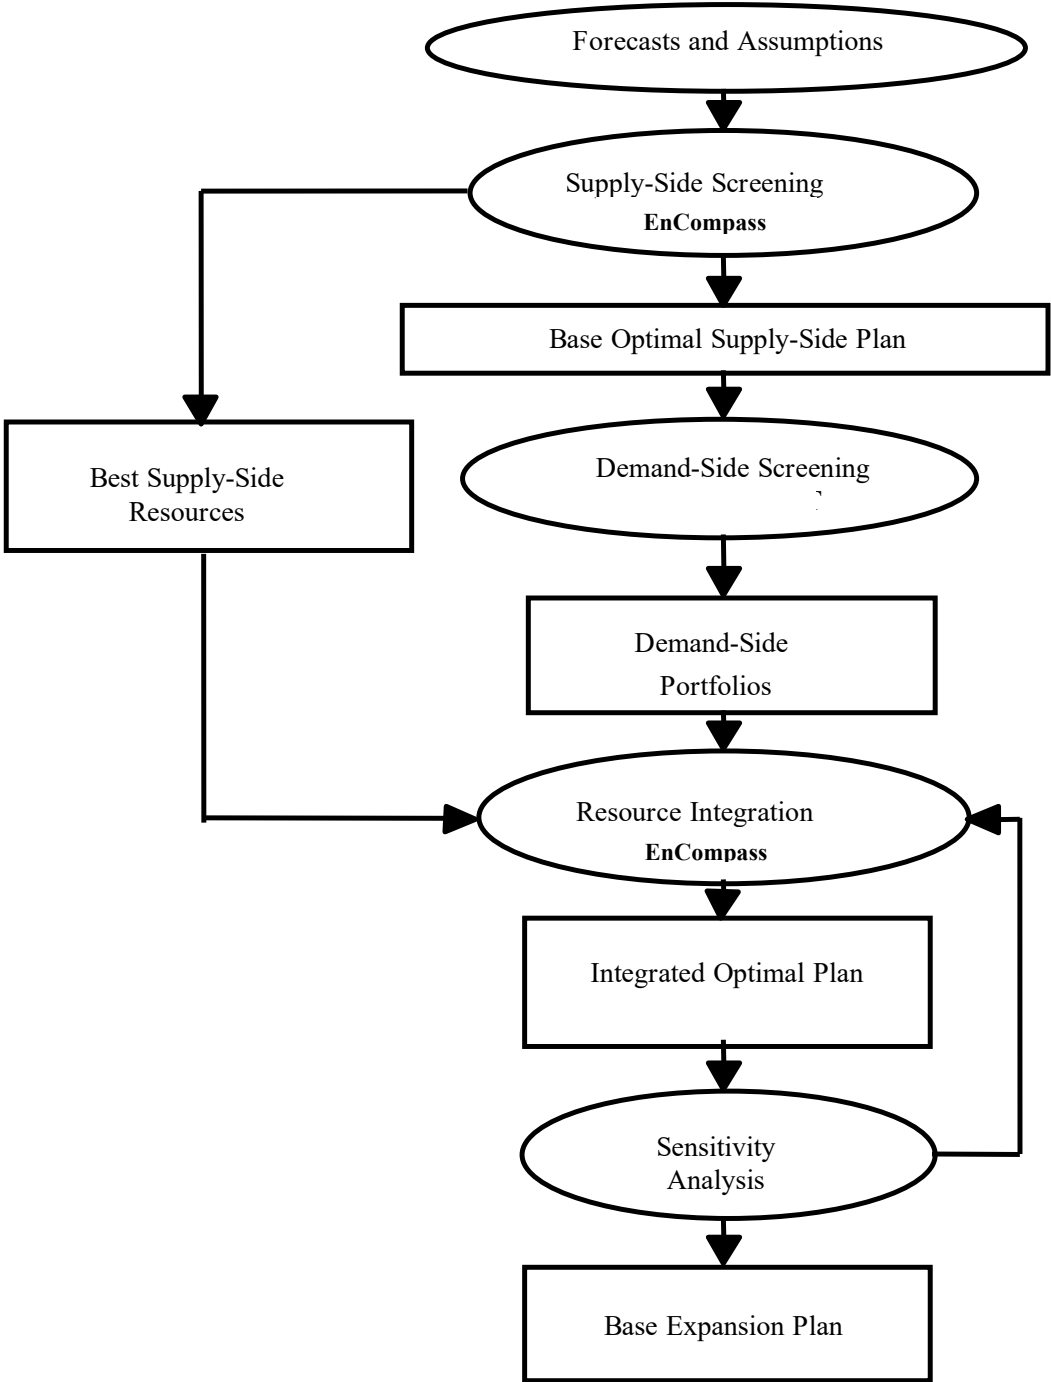 Forecasts and Assumptions
Supply-Side Screening
EnCompass
Base Optimal Supply-Side Plan
Demand-Side Screening
Best Supply-Side
Resources
Demand-Side
Portfolios
Resource Integration
EnCompass
Integrated Optimal Plan
Sensitivity
Analysis
Base Expansion Plan